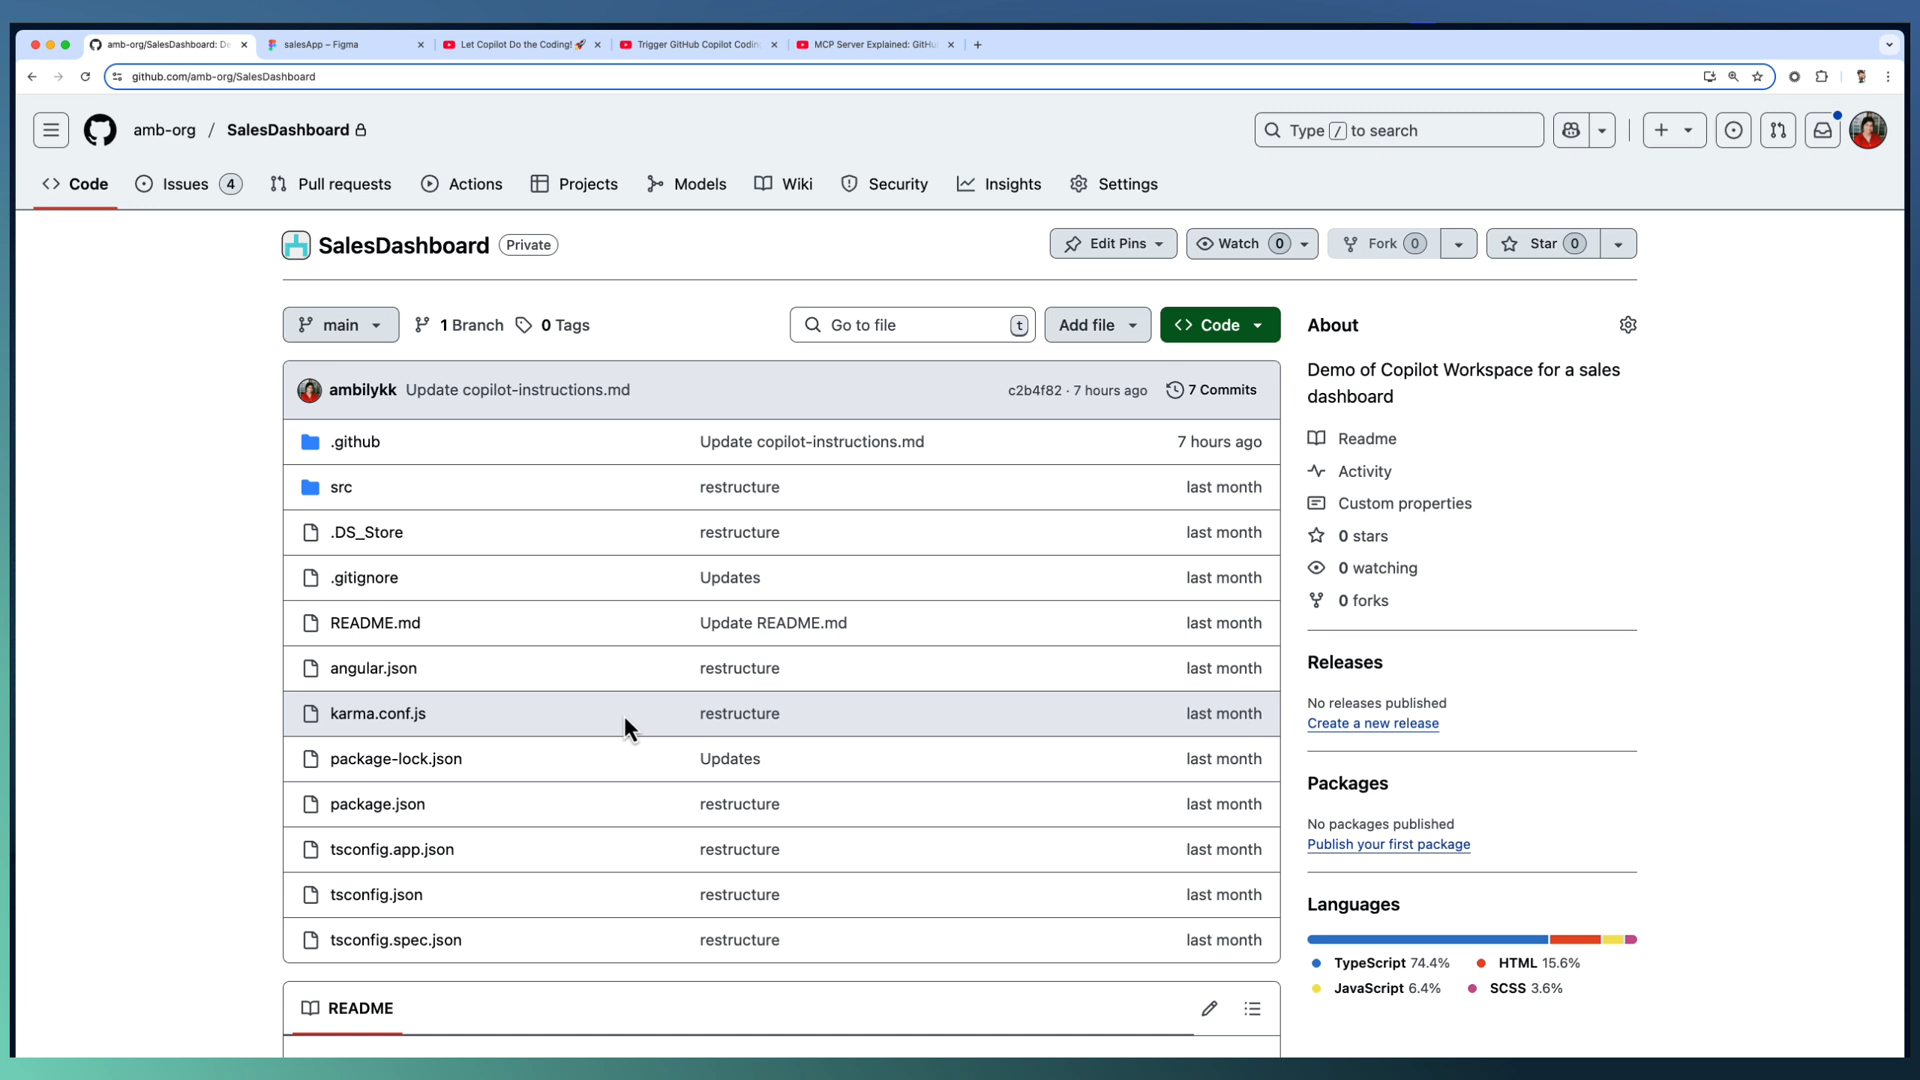 amb-org/SalesDashboard: De
salesApp – Figma
Let Copilot Do the Coding! 🚀
Trigger GitHub Copilot Codin
MCP Server Explained: GitHu
github.com/amb-org/SalesDashboard
amb-org / SalesDashboard
Type / to search
Code
Issues 4
Pull requests
Actions
Projects
Models
Wiki
Security
Insights
Settings
SalesDashboard Private
Edit Pins
Watch 0
Fork 0
Star 0
main
1 Branch
0 Tags
Go to file t
Add file
Code
ambilykk Update copilot-instructions.md c2b4f82 · 7 hours ago 7 Commits
.github Update copilot-instructions.md 7 hours ago
src restructure last month
.DS_Store restructure last month
.gitignore Updates last month
README.md Update README.md last month
angular.json restructure last month
karma.conf.js restructure last month
package-lock.json Updates last month
package.json restructure last month
tsconfig.app.json restructure last month
tsconfig.json restructure last month
tsconfig.spec.json restructure last month
README
About
Demo of Copilot Workspace for a sales
dashboard
Readme
Activity
Custom properties
0 stars
0 watching
0 forks
Releases
No releases published
Create a new release
Packages
No packages published
Publish your first package
Languages
TypeScript 74.4% HTML 15.6%
JavaScript 6.4% SCSS 3.6%